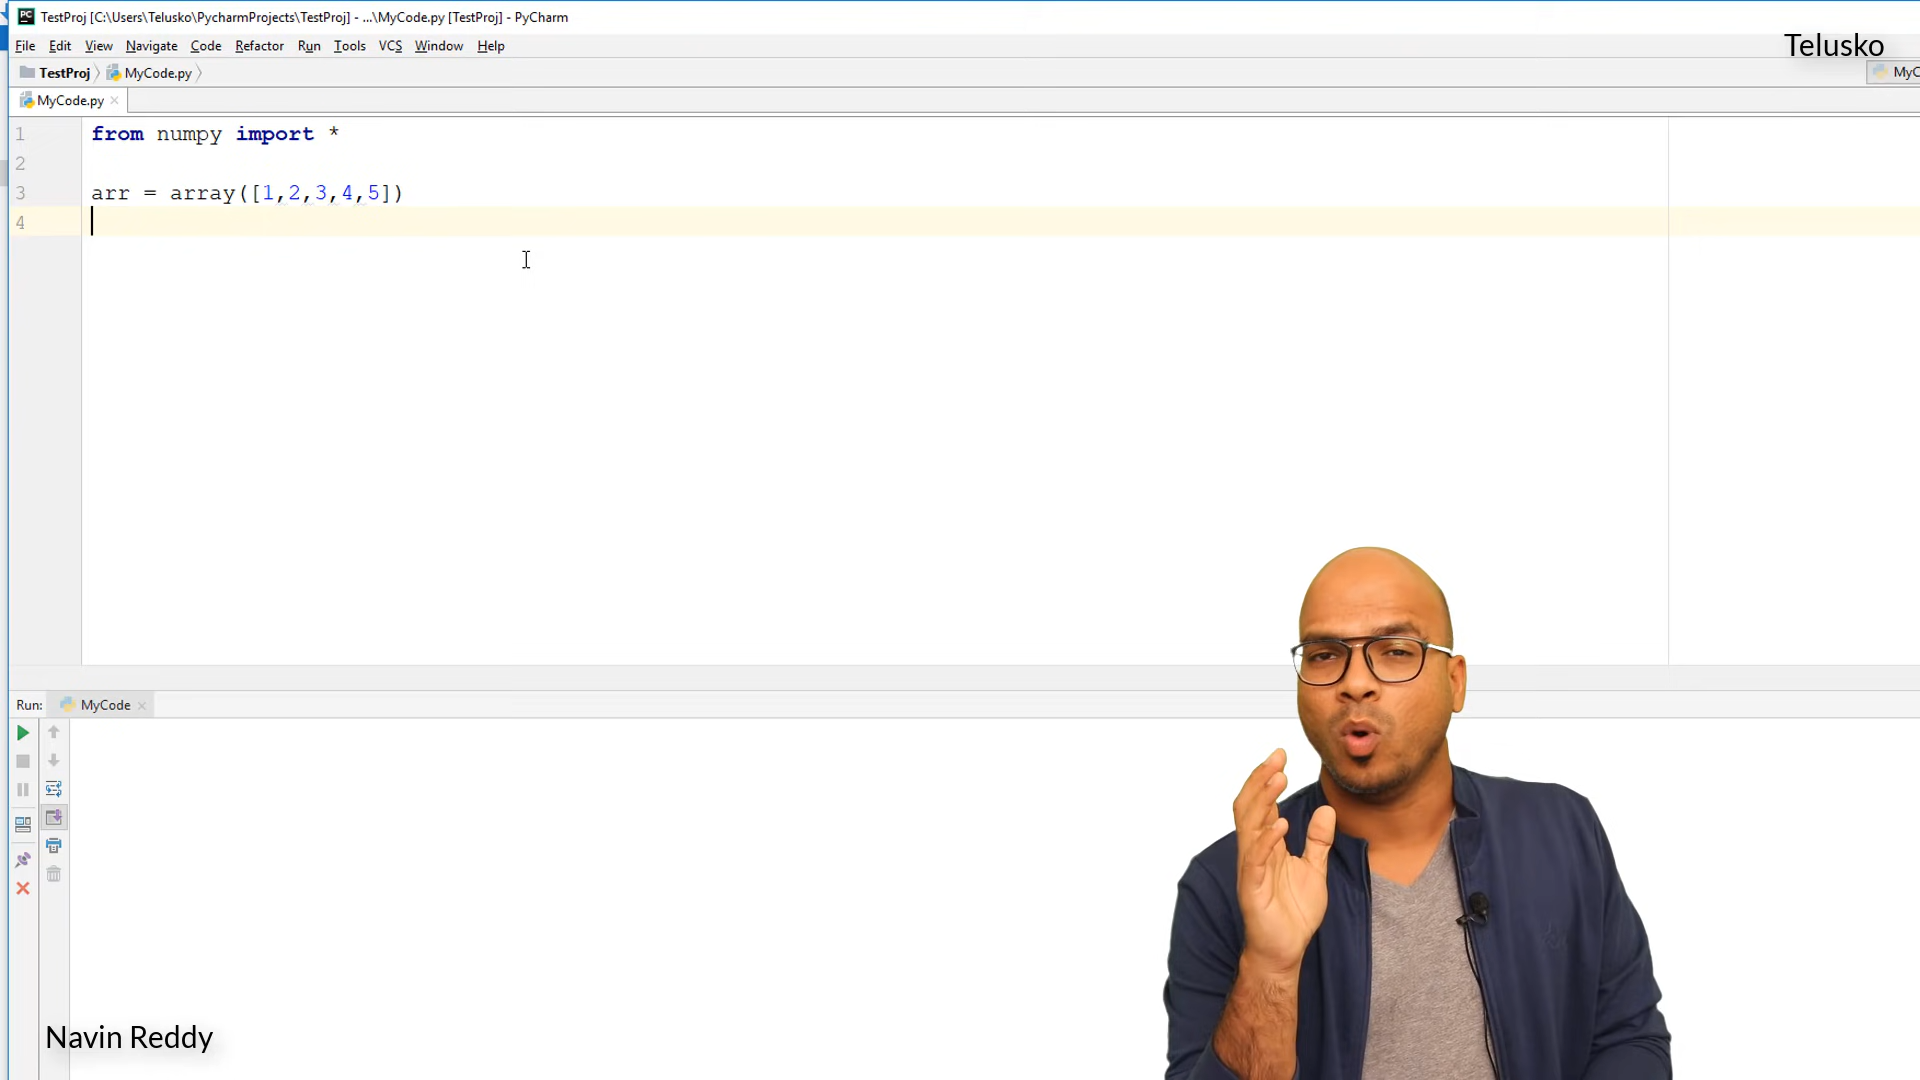 TestProj [C:\Users\Telusko\PycharmProjects\TestProj] - ...\MyCode.py [TestProj] - PyCharm
File Edit View Navigate Code Refactor Run Tools VCS Window Help
Telusko
TestProj MyCode.py
MyCode.py
1 from numpy import *
2
3 arr = array([1,2,3,4,5])
4
Run: MyCode
Navin Reddy